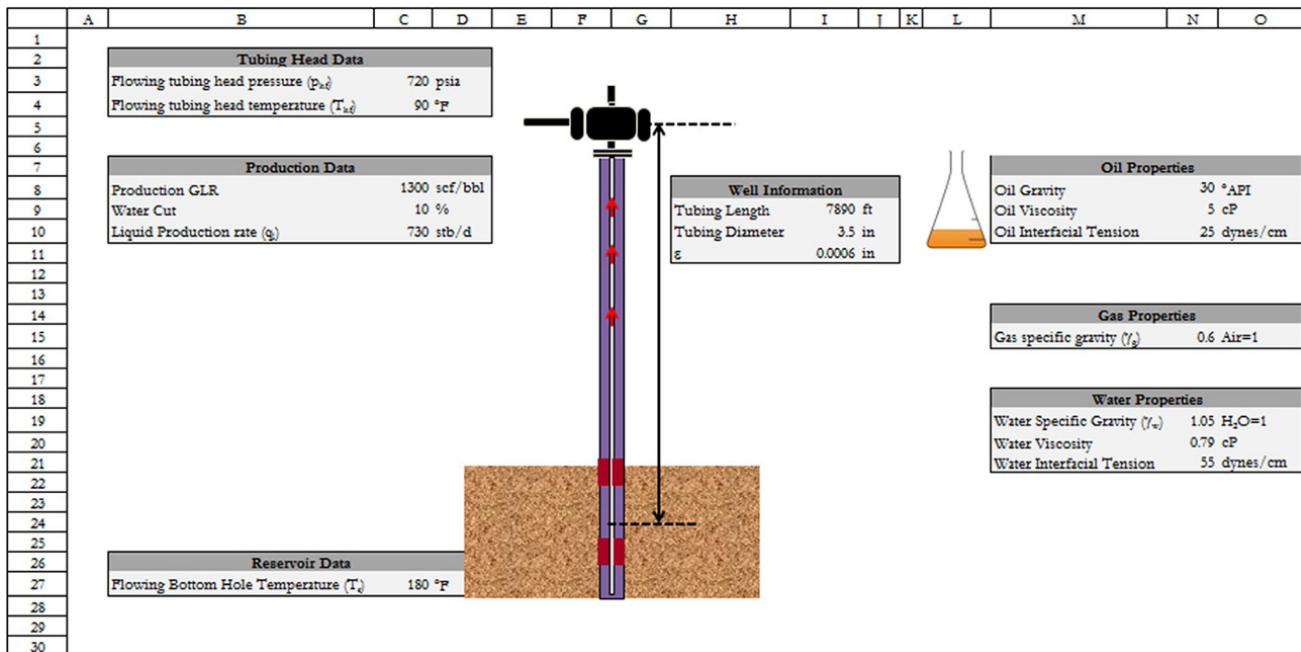 A B C D E F G H I J K L M N O
1
2 Tubing Head Data
3 Flowing tubing head pressure (phf) 720 psia
4 Flowing tubing head temperature (Thf) 90 °F
5
6
7 Production Data Oil Properties
8 Production GLR 1300 scf/bbl Well Information Oil Gravity 30 °API
9 Water Cut 10 % Tubing Length 7890 ft Oil Viscosity 5 cP
10 Liquid Production rate (qL) 730 stb/d Tubing Diameter 3.5 in Oil Interfacial Tension 25 dynes/cm
11 ε 0.0006 in
12
13
14 Gas Properties
15 Gas specific gravity (γg) 0.6 Air=1
16
17
18 Water Properties
19 Water Specific Gravity (γw) 1.05 H₂O=1
20 Water Viscosity 0.79 cP
21 Water Interfacial Tension 55 dynes/cm
22
23
24
25
26 Reservoir Data
27 Flowing Bottom Hole Temperature 180 °F
28
29
30